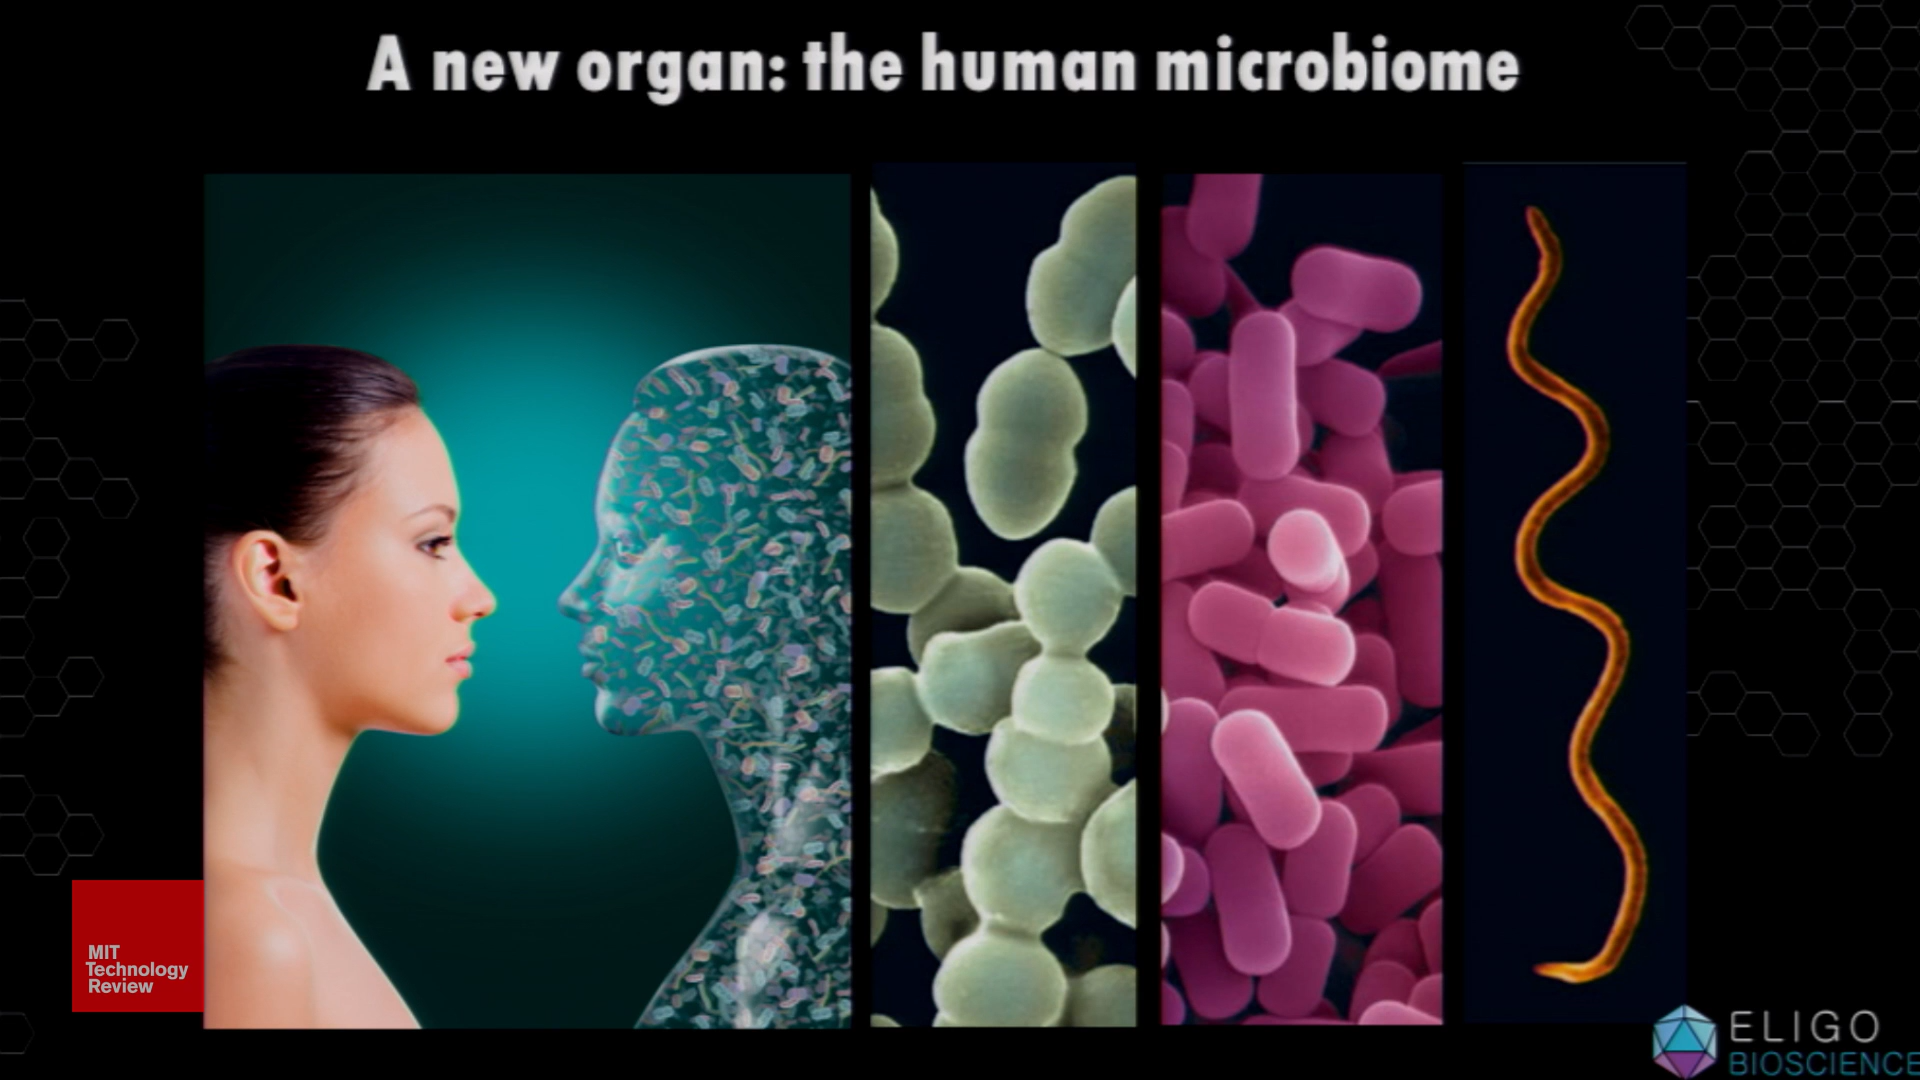 A new organ: the human microbiome
MIT
Technology
Review
ELIGO
BIOSCIENCE